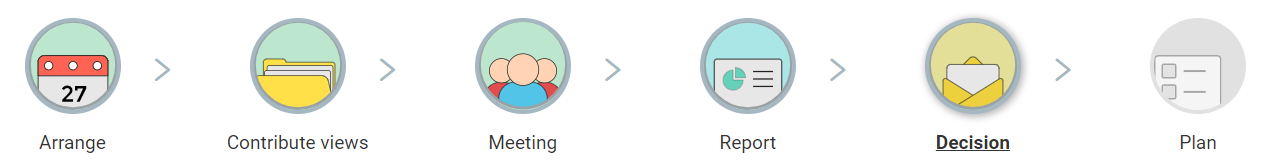 27
Arrange
Contribute views
Meeting
Report
Decision
Plan